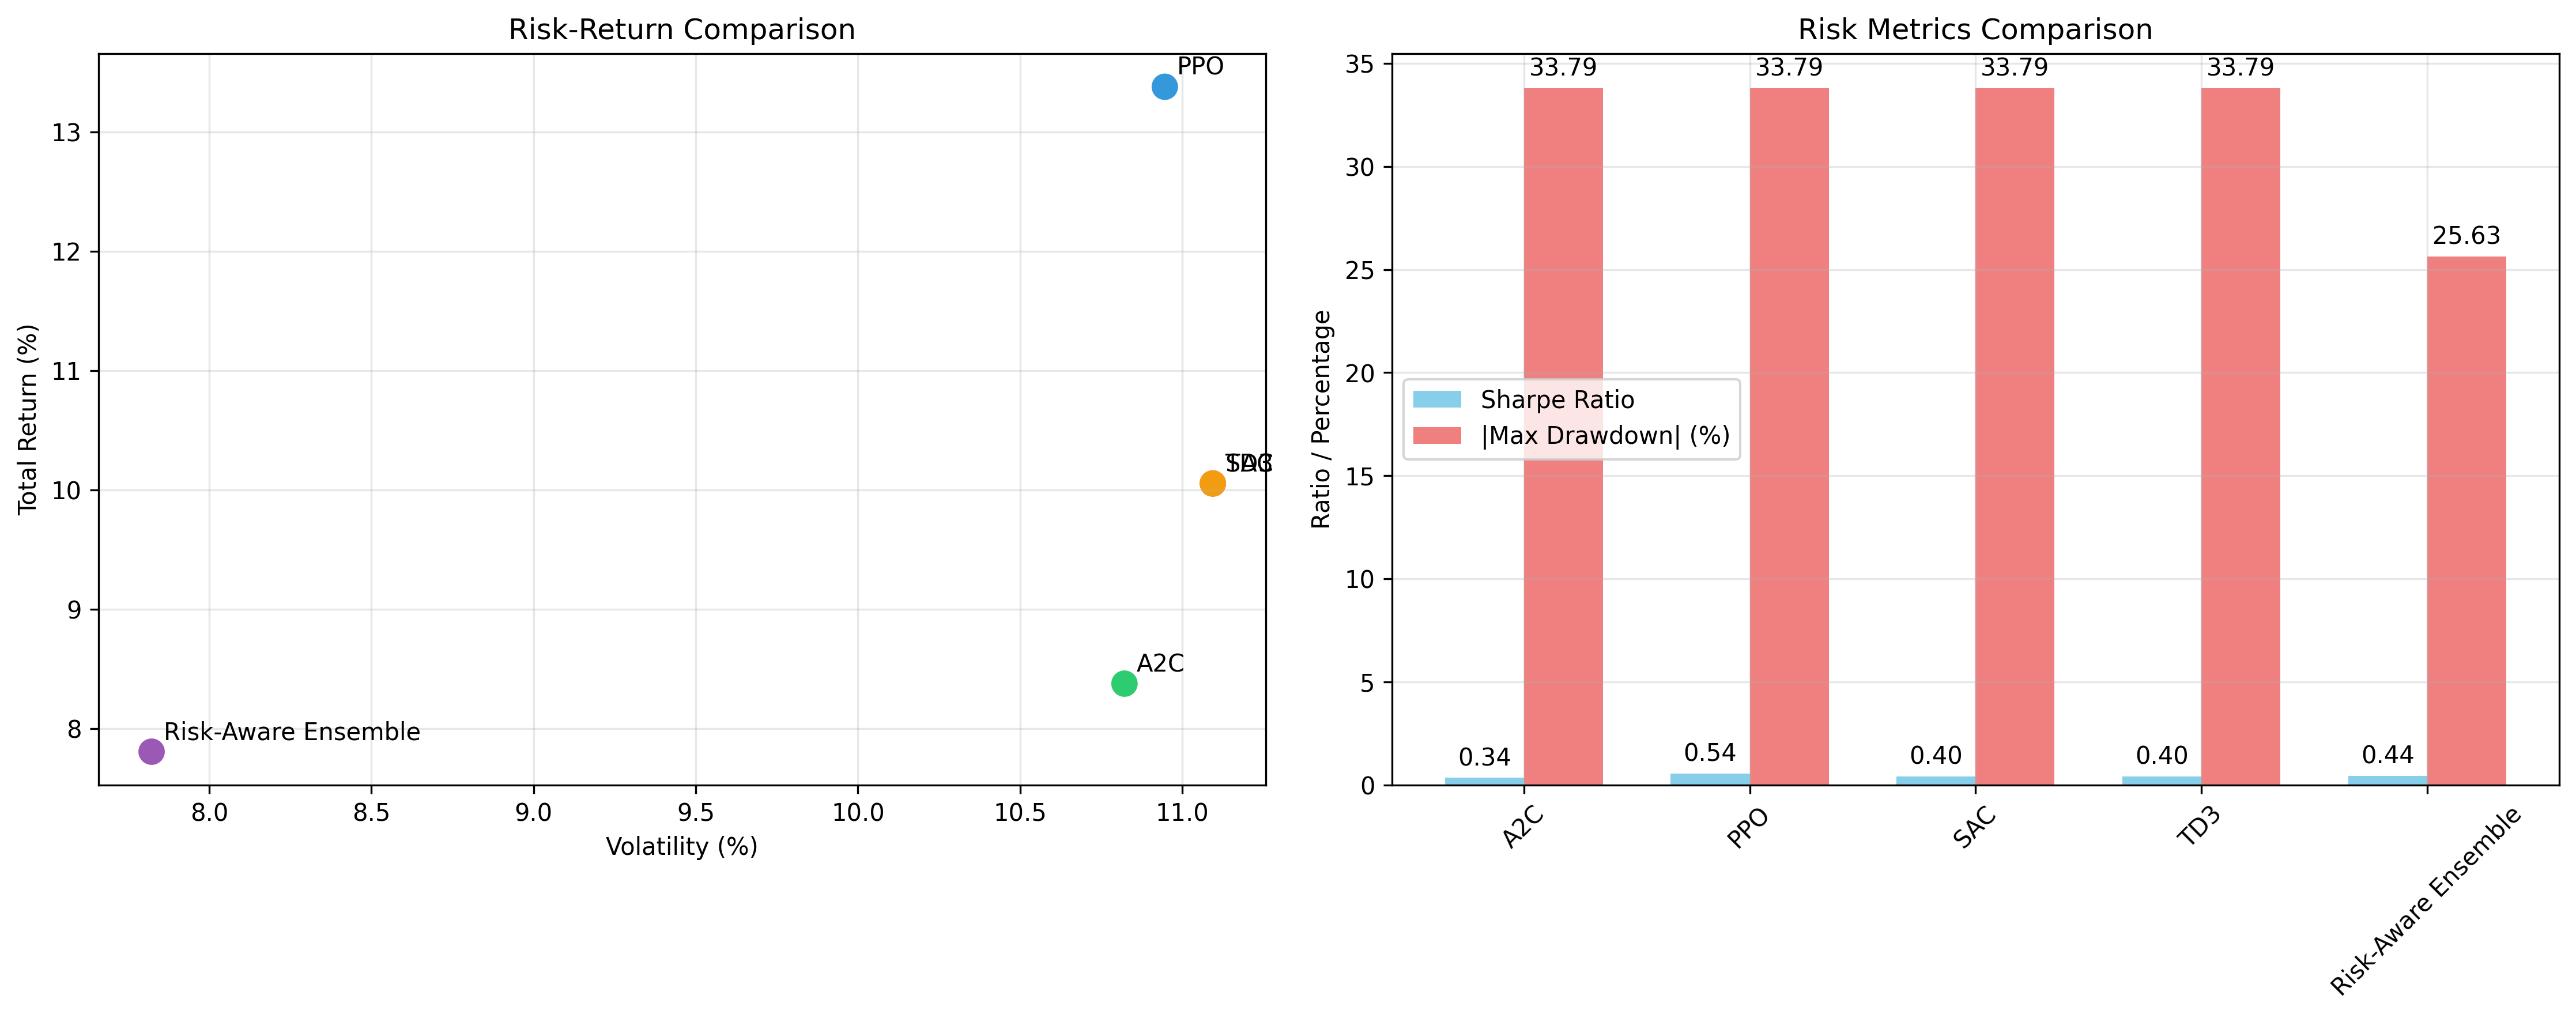 Risk-Return Comparison
Total Return (%)
13
12
11
10
9
8
PPO
TD3
SAC
A2C
Risk-Aware Ensemble
8.0 8.5 9.0 9.5 10.0 10.5 11.0
Volatility (%)
Risk Metrics Comparison
Ratio / Percentage
35
30
25
20
15
10
5
0
33.79 33.79 33.79 33.79
25.63
Sharpe Ratio
|Max Drawdown| (%)
0.34 0.54 0.40 0.40 0.44
A2C PPO SAC TD3 Risk-Aware Ensemble